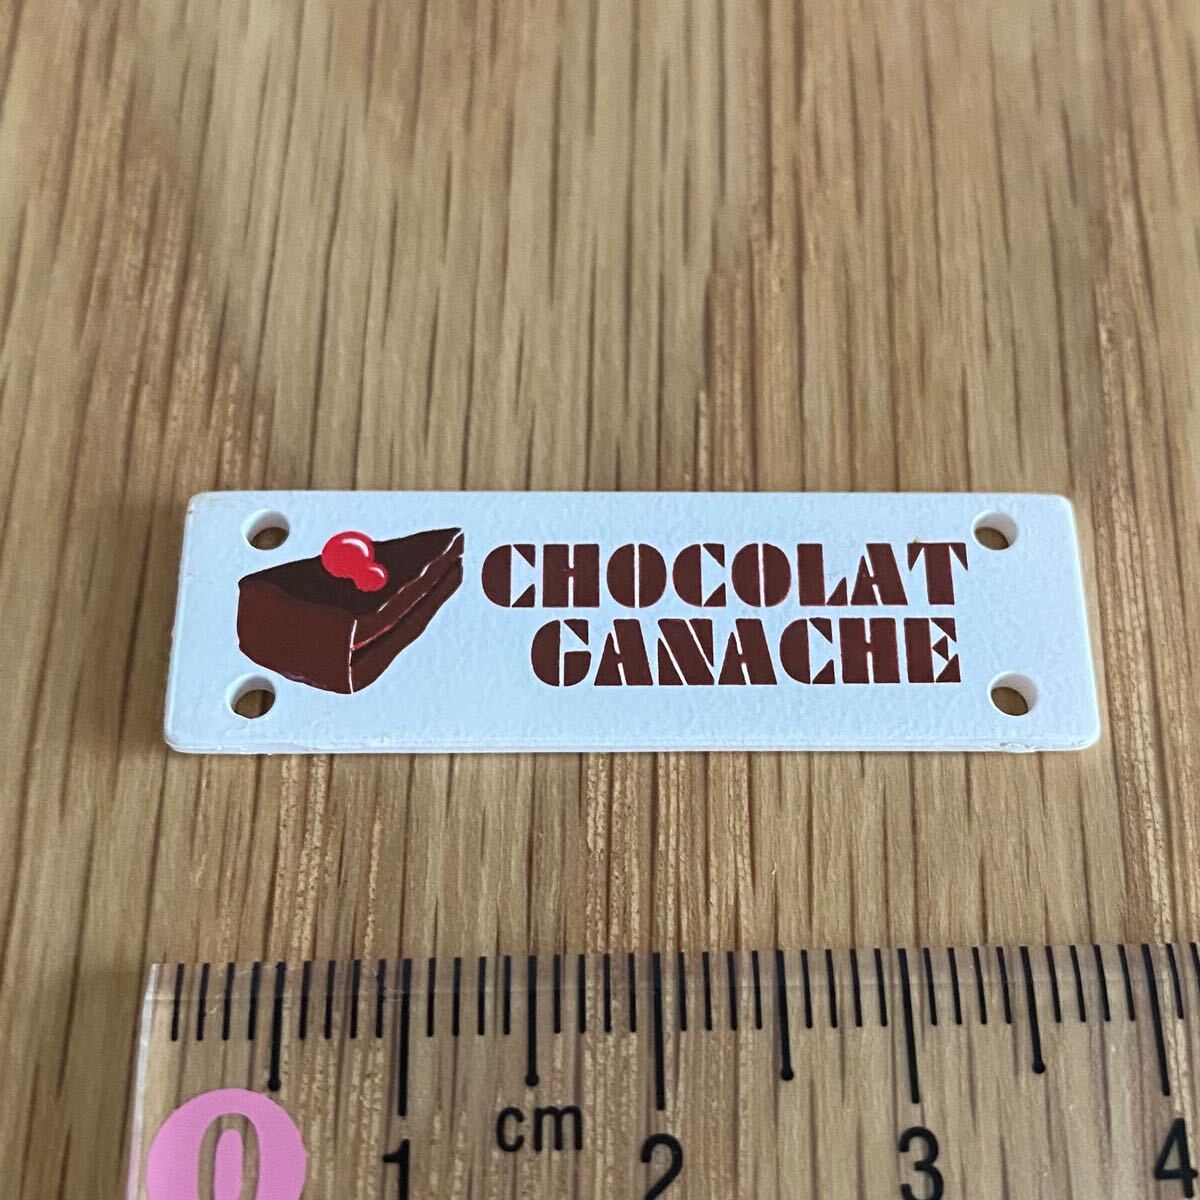 CHOCOLAT
GANACHE
0 1 cm 2 3 4